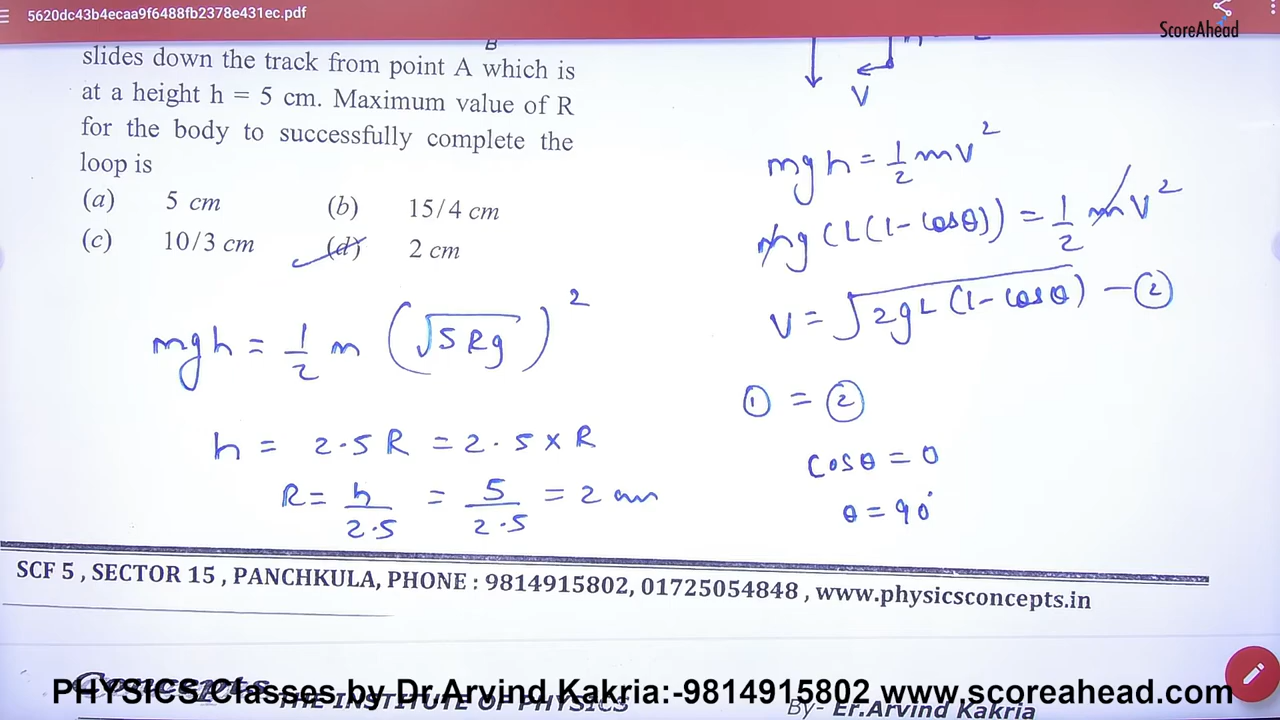 5620dc43b4ecaa9f6488fb2378e431ec.pdf
ScoreAhead
B
slides down the track from point A which is
at a height h = 5 cm. Maximum value of R
for the body to successfully complete the
loop is
(a) 5 cm (b) 15/4 cm
(c) 10/3 cm (d) 2 cm
mgh = 1/2 m (√5Rg)²
h = 2.5 R = 2.5 × R
R = h/2.5 = 5/2.5 = 2 cm
V
mgh = 1/2 mv²
mg (L(1-cosθ)) = 1/2 mv²
V = √2gL(1-cosθ) — ②
① = ②
cosθ = 0
θ = 90°
SCF 5 , SECTOR 15 , PANCHKULA, PHONE : 9814915802, 01725054848 , www.physicsconcepts.in
THE INSTITUTE OF PHYSICS
By- Er.Arvind Kakria
PHYSICS Classes by Dr.Arvind Kakria:-9814915802 www.scoreahead.com